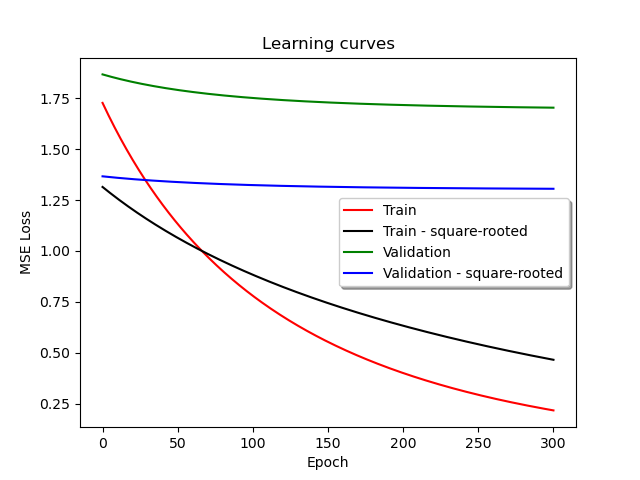 Learning curves
MSE Loss
1.75
1.50
1.25
1.00
0.75
0.50
0.25
Train
Train - square-rooted
Validation
Validation - square-rooted
0 50 100 150 200 250 300
Epoch